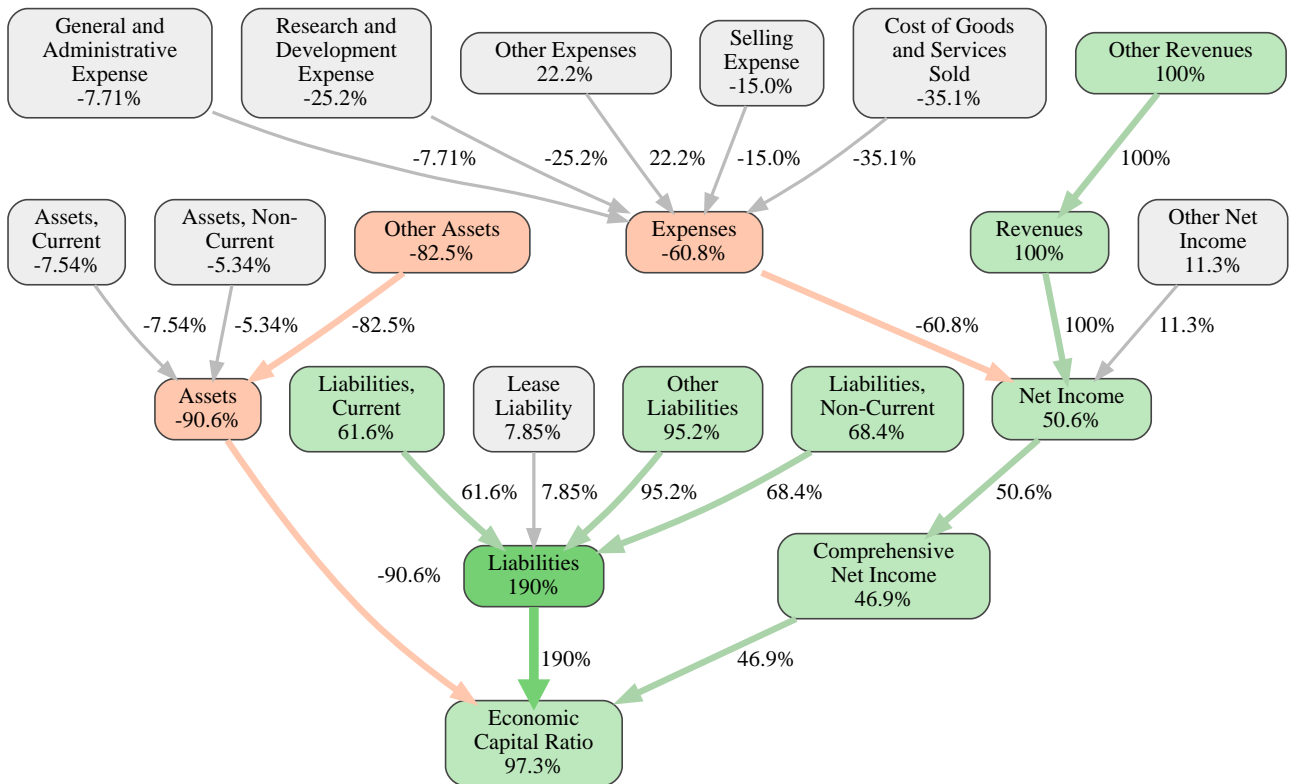 General and
Administrative
Expense
-7.71%
Research and
Development
Expense
-25.2%
Other Expenses
22.2%
Selling
Expense
-15.0%
Cost of Goods
and Services
Sold
-35.1%
Other Revenues
100%
-7.71%
-25.2%
22.2%
-15.0%
-35.1%
100%
Assets,
Current
-7.54%
Assets, Non-
Current
-5.34%
Other Assets
-82.5%
Expenses
-60.8%
Revenues
100%
Other Net
Income
11.3%
-7.54%
-5.34%
-82.5%
-60.8%
100%
11.3%
Assets
-90.6%
Liabilities,
Current
61.6%
Lease
Liability
7.85%
Other
Liabilities
95.2%
Liabilities,
Non-Current
68.4%
Net Income
50.6%
61.6%
7.85%
95.2%
68.4%
50.6%
-90.6%
Liabilities
190%
Comprehensive
Net Income
46.9%
190%
46.9%
Economic
Capital Ratio
97.3%